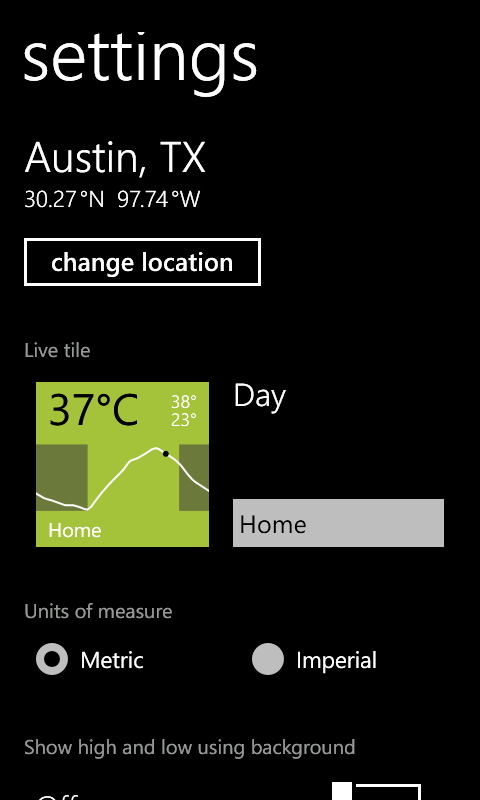 settings
Austin, TX
30.27°N 97.74°W
change location
Live tile
37°C
38°
23°
Home
Day
Home
Units of measure
Metric
Imperial
Show high and low using background
Off